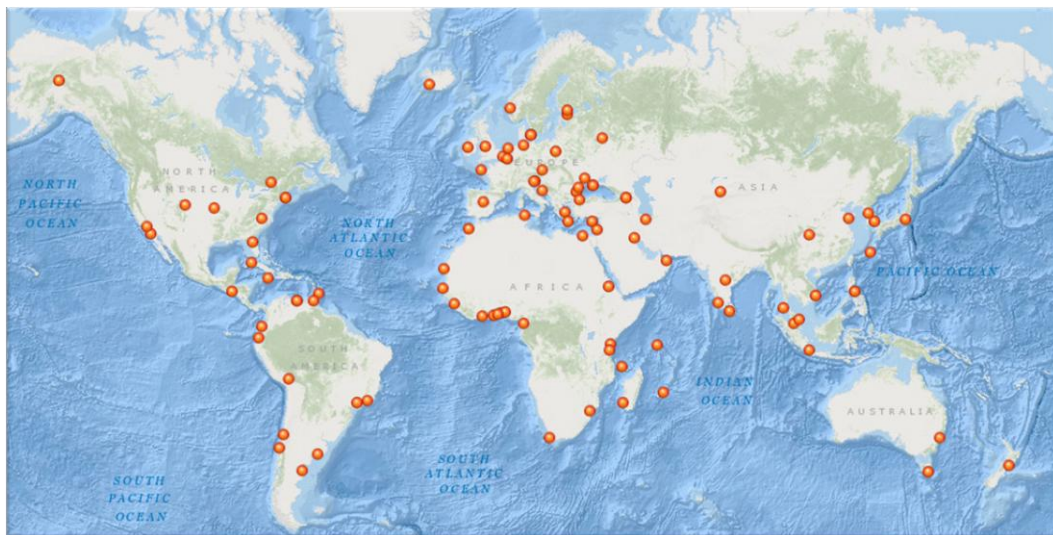 NORTH
AMERICA
EUROPE
ASIA
NORTH
PACIFIC
OCEAN
NORTH
ATLANTIC
OCEAN
AFRICA
PACIFIC OCEAN
SOUTH
AMERICA
INDIAN
OCEAN
AUSTRALIA
SOUTH
ATLANTIC
OCEAN
SOUTH
PACIFIC
OCEAN